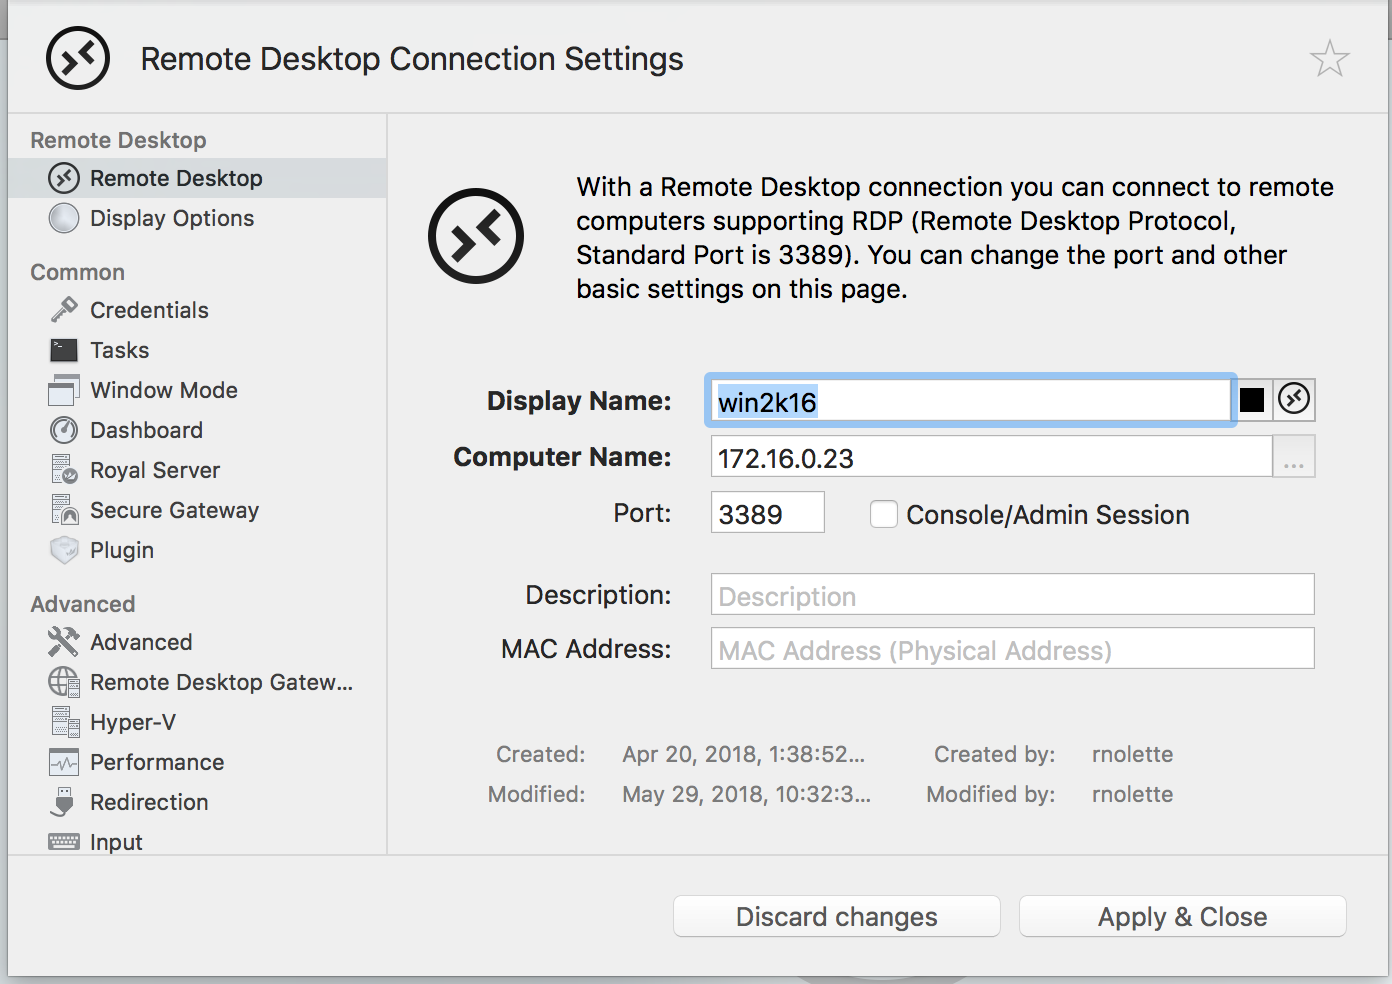 Remote Desktop Connection Settings
Remote Desktop
Remote Desktop
Display Options
Common
Credentials
Tasks
Window Mode
Dashboard
Royal Server
Secure Gateway
Plugin
Advanced
Advanced
Remote Desktop Gatew...
Hyper-V
Performance
Redirection
Input
With a Remote Desktop connection you can connect to remote
computers supporting RDP (Remote Desktop Protocol,
Standard Port is 3389). You can change the port and other
basic settings on this page.
Display Name: win2k16
Computer Name: 172.16.0.23 ...
Port: 3389 Console/Admin Session
Description: Description
MAC Address: MAC Address (Physical Address)
Created: Apr 20, 2018, 1:38:52... Created by: rnolette
Modified: May 29, 2018, 10:32:3... Modified by: rnolette
Discard changes Apply & Close